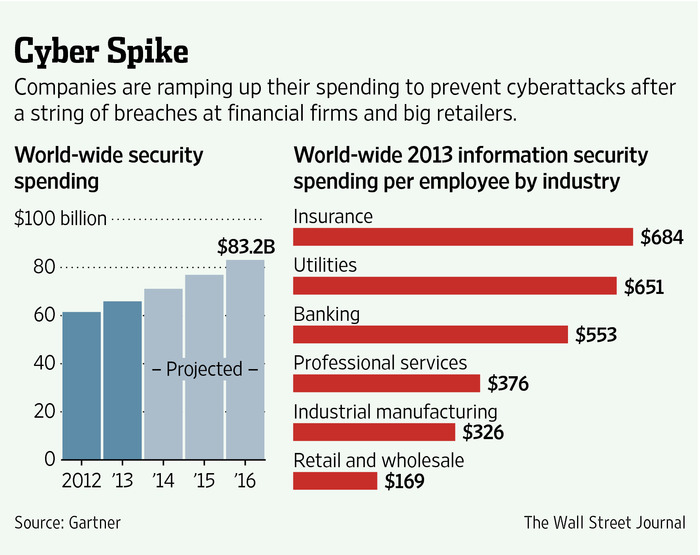 Cyber Spike
Companies are ramping up their spending to prevent cyberattacks after
a string of breaches at financial firms and big retailers.
World-wide security
spending
$100 billion
$83.2B
80
60
40
20
0
– Projected –
2012 ’13 ’14 ’15 ’16
World-wide 2013 information security
spending per employee by industry
Insurance
$684
Utilities
$651
Banking
$553
Professional services
$376
Industrial manufacturing
$326
Retail and wholesale
$169
Source: Gartner
The Wall Street Journal